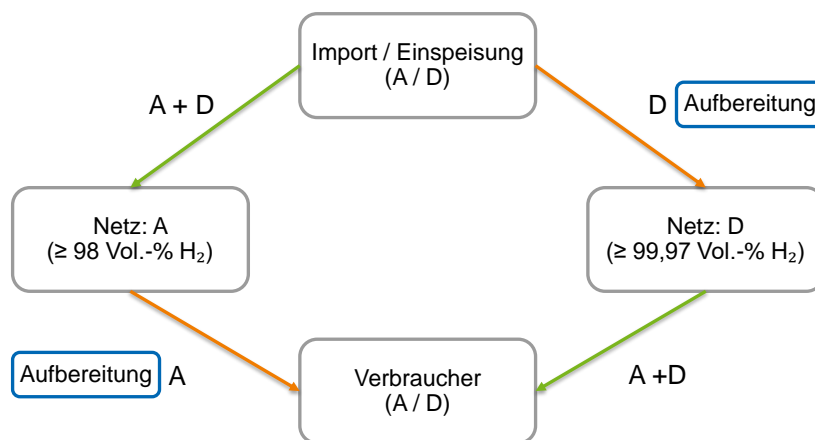 Import / Einspeisung
(A / D)
A + D
D
Aufbereitung
Netz: A
(≥ 98 Vol.-% H₂)
Netz: D
(≥ 99,97 Vol.-% H₂)
Aufbereitung
A
Verbraucher
(A / D)
A +D